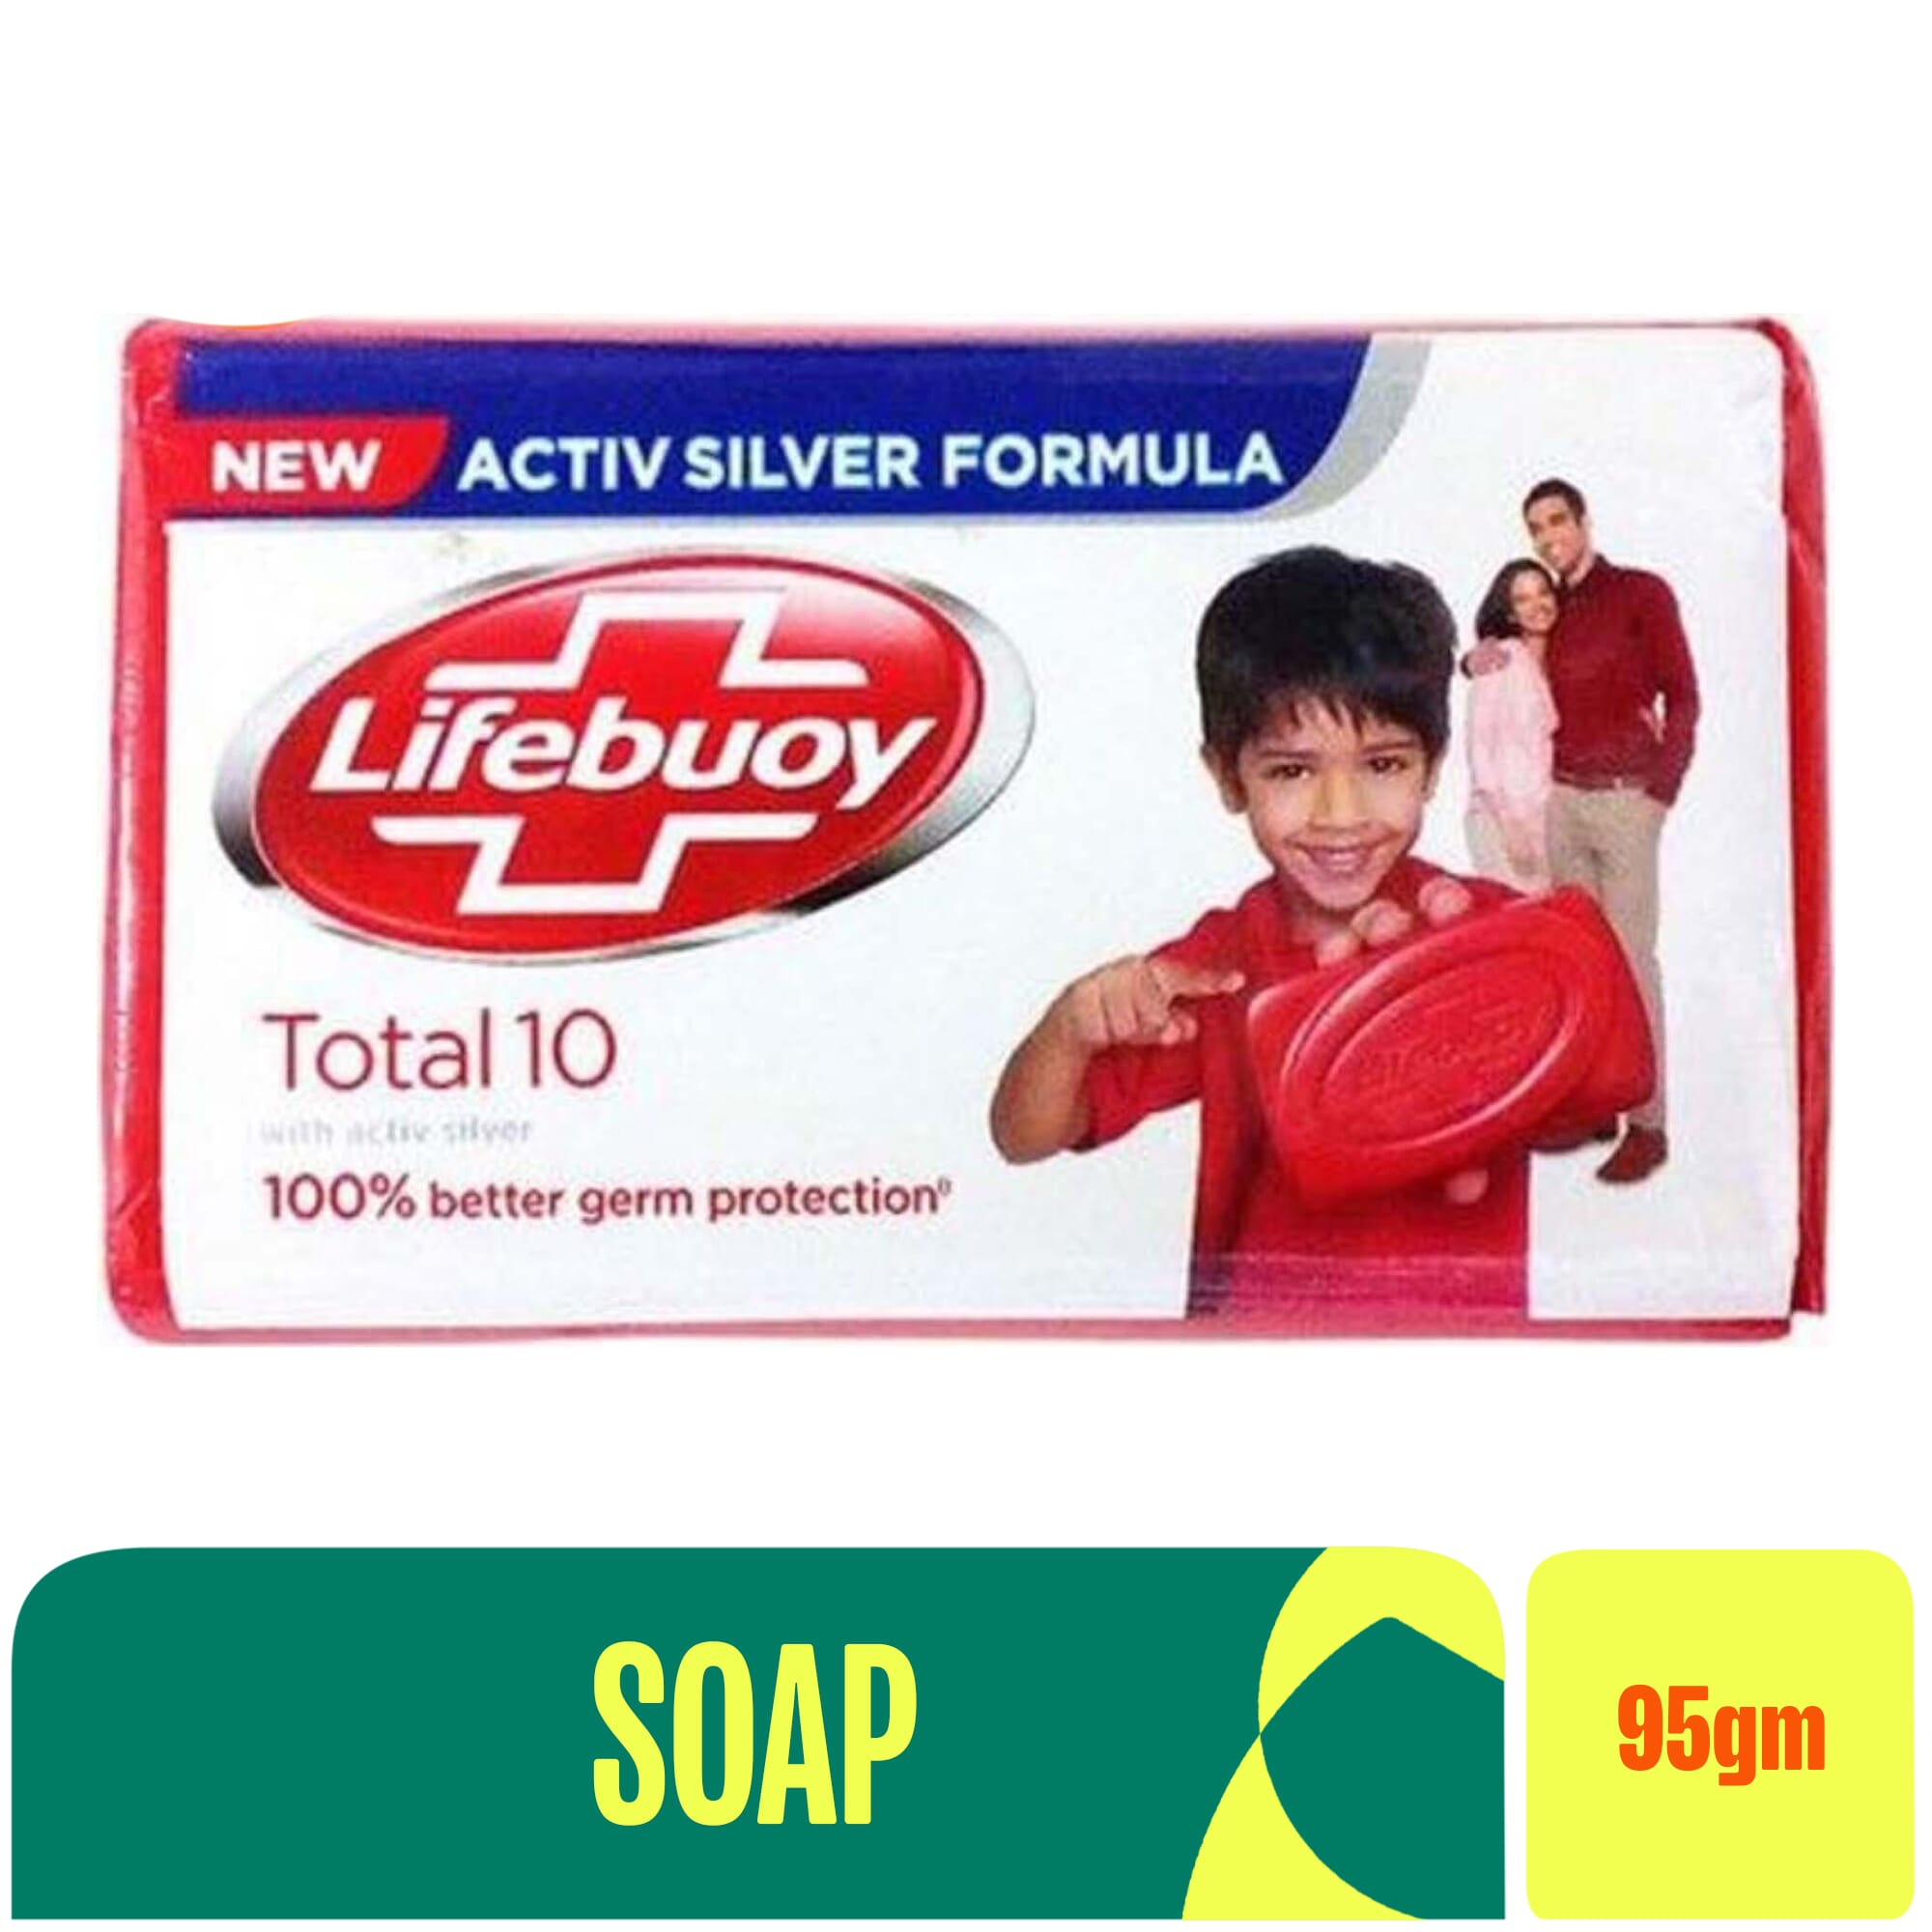 NEW ACTIV SILVER FORMULA
Lifebuoy
Total 10
with activ silver
100% better germ protection
SOAP
95gm